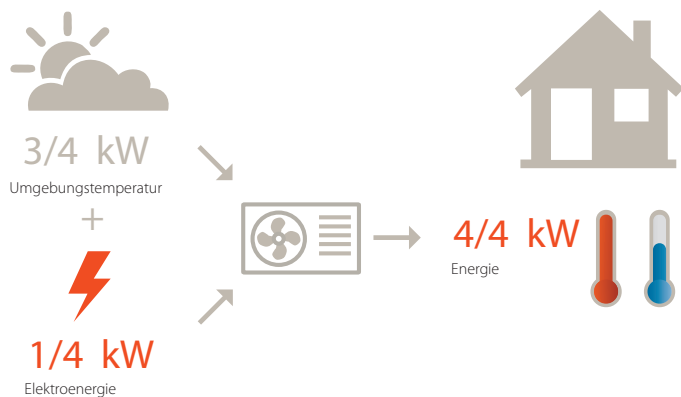 3/4 kW
Umgebungstemperatur
+
1/4 kW
Elektroenergie
4/4 kW
Energie